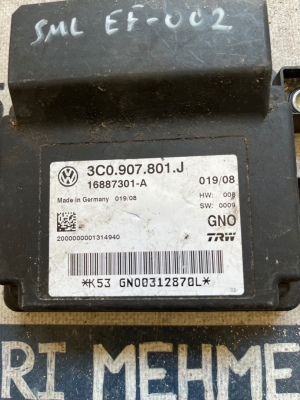 SML EF-002
3C0.907.801.J
16887301-A
019/08
Made in Germany 019/08
HW: 008
SW: 0009
GNO
2000000001314940
TRW
*K53 GNO0312870L*
RI MEHME